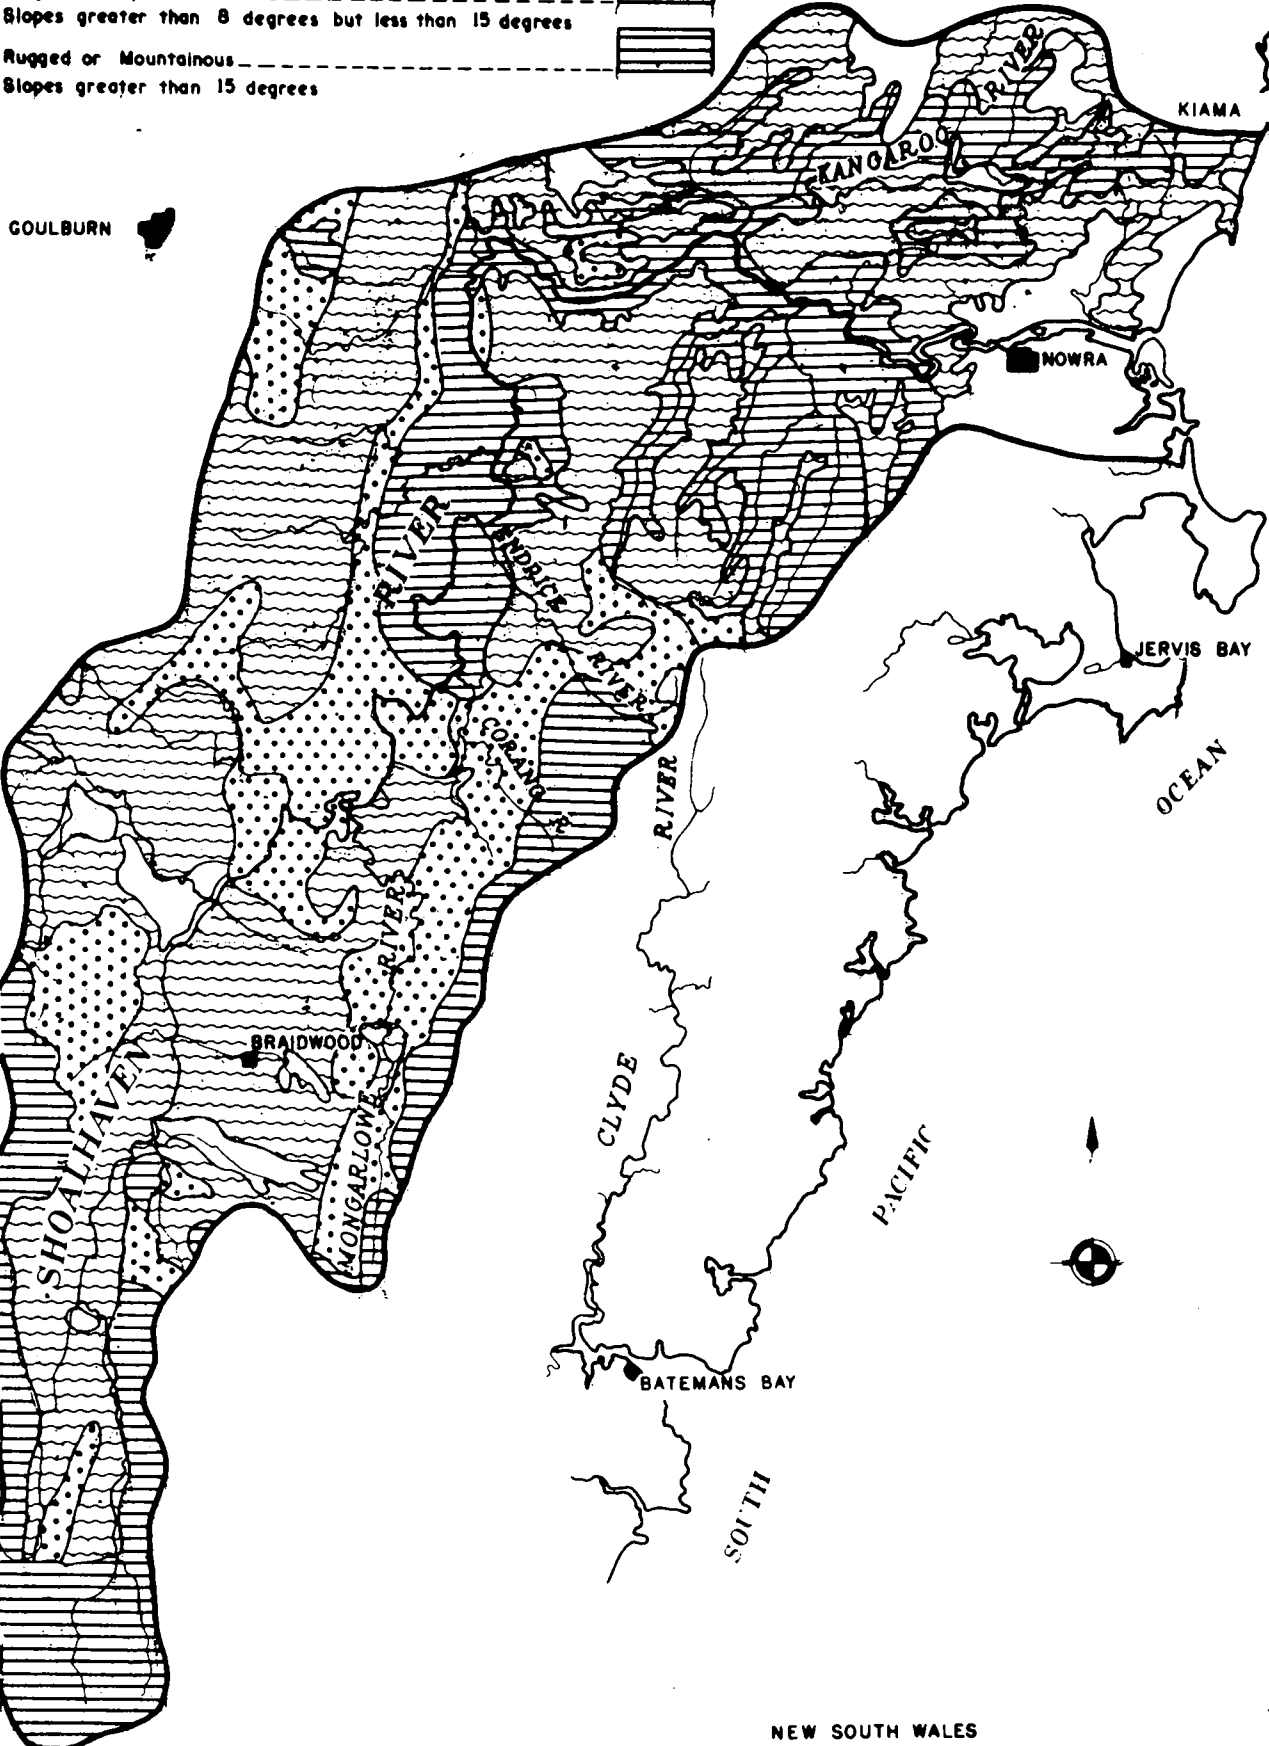 Slopes greater than 8 degrees but less than 15 degrees
Rugged or Mountainous
Slopes greater than 15 degrees
KIAMA
KANGAROO RIVER
GOULBURN
NOWRA
RIVER
ENDRICK
RIVER
JERVIS BAY
CORANG R.
RIVER
OCEAN
RIVER
BRAIDWOOD
CLYDE
SHOALHAVEN
MONGARLOWE
PACIFIC
BATEMANS BAY
SOUTH
NEW SOUTH WALES